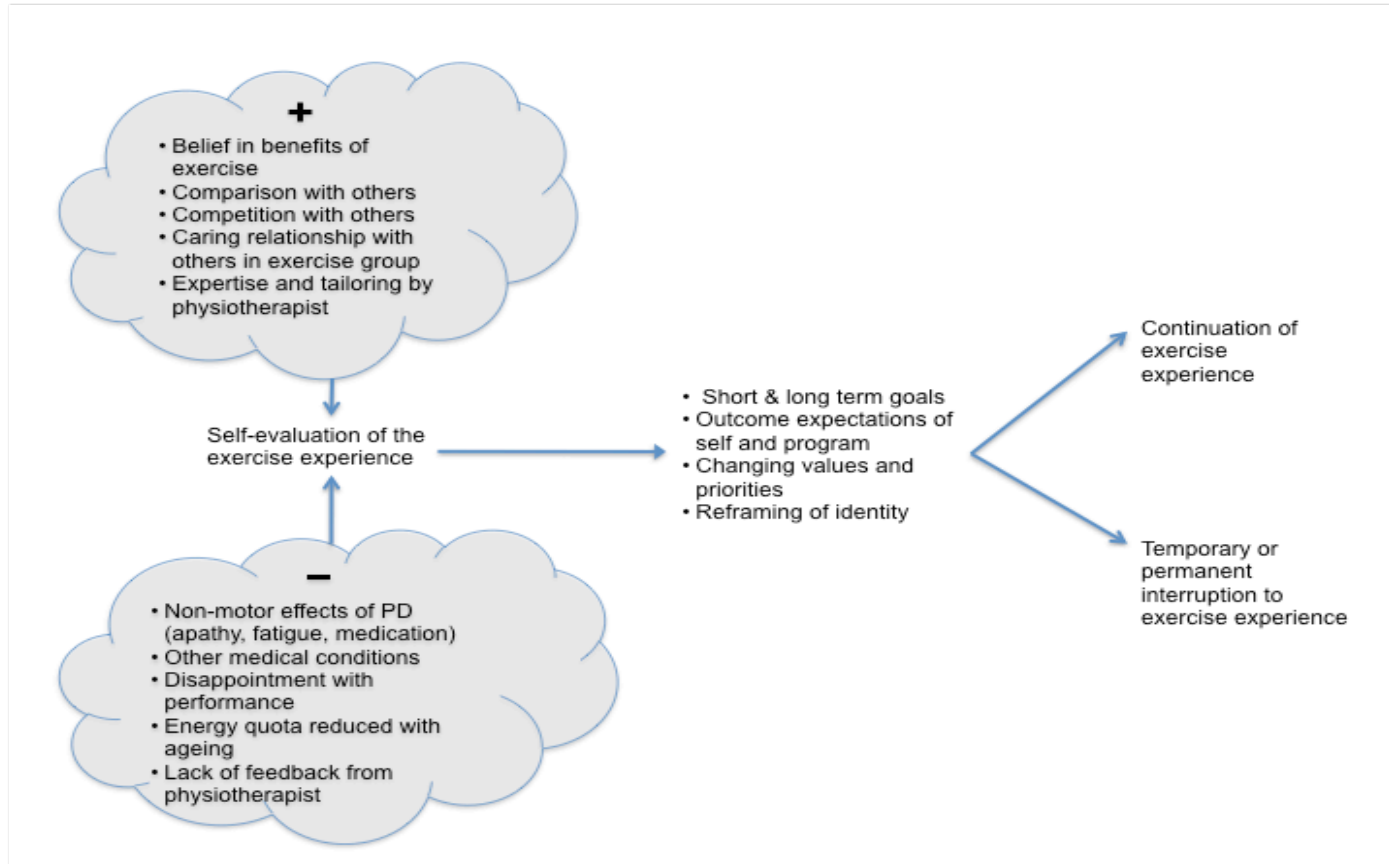 +
• Belief in benefits of
exercise
• Comparison with others
• Competition with others
• Caring relationship with
others in exercise group
• Expertise and tailoring by
physiotherapist
Self-evaluation of the
exercise experience
–
• Non-motor effects of PD
(apathy, fatigue, medication)
• Other medical conditions
• Disappointment with
performance
• Energy quota reduced with
ageing
• Lack of feedback from
physiotherapist
• Short & long term goals
• Outcome expectations of
self and program
• Changing values and
priorities
• Reframing of identity
Continuation of
exercise
experience
Temporary or
permanent
interruption to
exercise experience